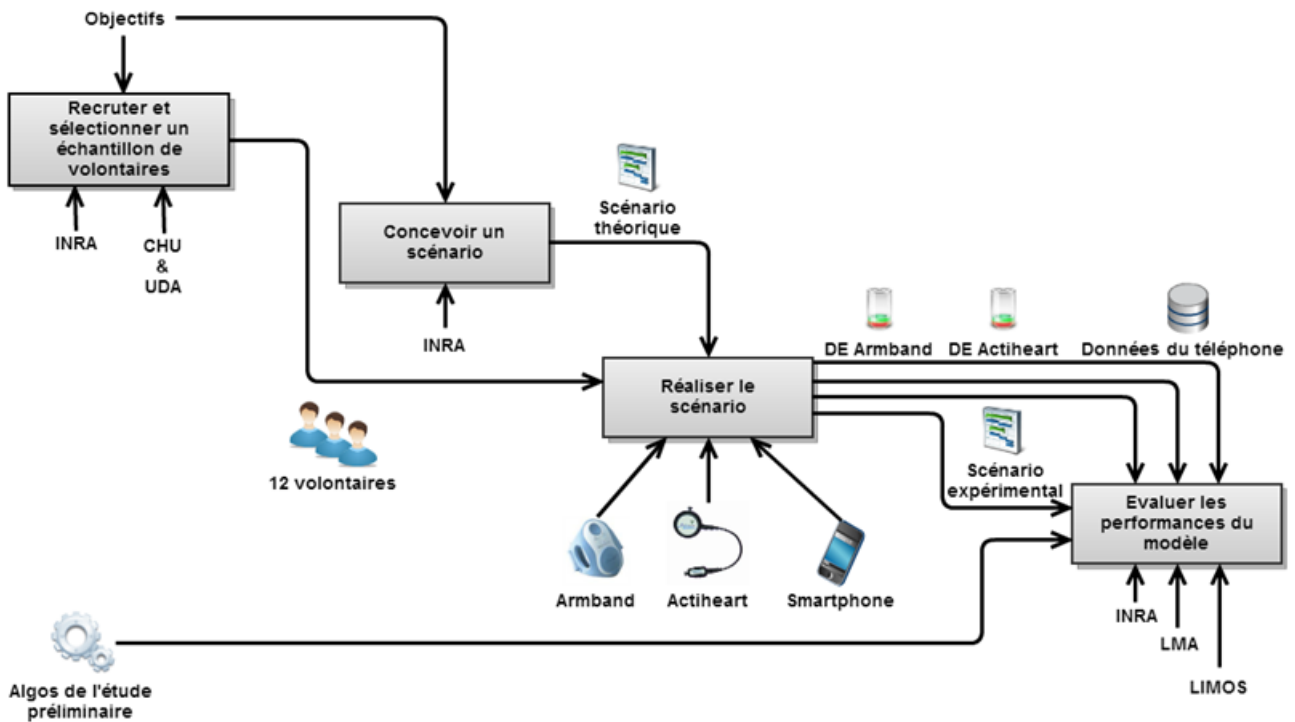 Objectifs
Recruter et
sélectionner un
échantillon de
volontaires
INRA
CHU
&
UDA
Concevoir un
scénario
INRA
Scénario
théorique
12 volontaires
Réaliser le
scénario
Armband
Actiheart
Smartphone
DE Armband
DE Actiheart
Données du téléphone
Scénario
expérimental
Evaluer les
performances du
modèle
INRA
LMA
LIMOS
Algos de l'étude
préliminaire